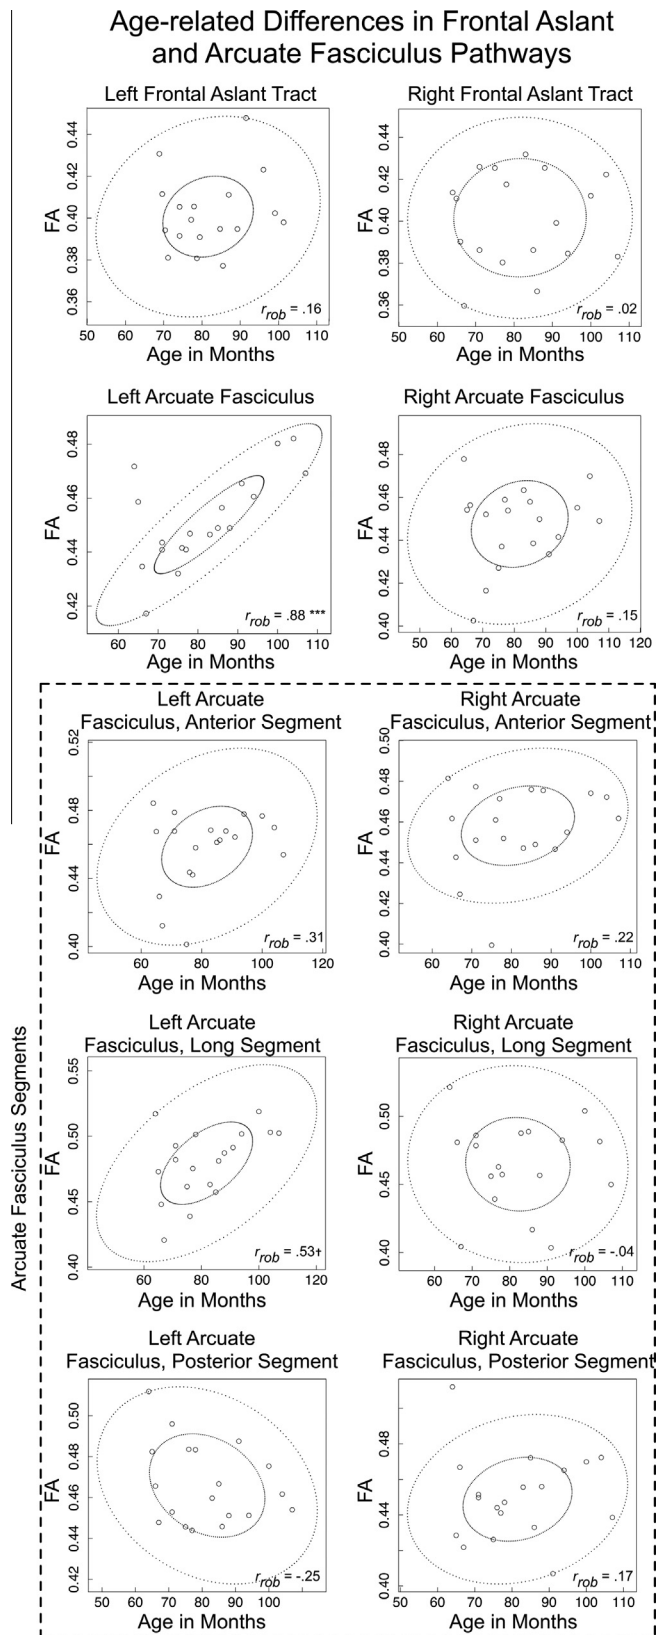 Age-related Differences in Frontal Aslant
and Arcuate Fasciculus Pathways
Left Frontal Aslant Tract
FA
0.44
0.42
0.40
0.38
0.36
r_rob = .16
50 60 70 80 90 100 110
Age in Months
Right Frontal Aslant Tract
FA
0.44
0.42
0.40
0.38
0.36
r_rob = .02
50 60 70 80 90 100 110
Age in Months
Left Arcuate Fasciculus
FA
0.48
0.46
0.44
0.42
r_rob = .88 ***
60 70 80 90 100 110
Age in Months
Right Arcuate Fasciculus
FA
0.48
0.46
0.44
0.42
0.40
r_rob = .15
50 60 70 80 90 100 110 120
Age in Months
Arcuate Fasciculus Segments
Left Arcuate
Fasciculus, Anterior Segment
FA
0.52
0.48
0.44
0.40
r_rob = .31
60 80 100 120
Age in Months
Right Arcuate
Fasciculus, Anterior Segment
FA
0.50
0.48
0.46
0.44
0.42
0.40
r_rob = .22
60 70 80 90 100 110
Age in Months
Left Arcuate
Fasciculus, Long Segment
FA
0.55
0.50
0.45
0.40
r_rob = .53†
60 80 100 120
Age in Months
Right Arcuate
Fasciculus, Long Segment
FA
0.50
0.45
0.40
r_rob = -.04
60 70 80 90 100 110
Age in Months
Left Arcuate
Fasciculus, Posterior Segment
FA
0.50
0.48
0.46
0.44
0.42
r_rob = -.25
50 60 70 80 90 100
Age in Months
Right Arcuate
Fasciculus, Posterior Segment
FA
0.48
0.44
0.40
r_rob = .17
50 60 70 80 90 100 110
Age in Months